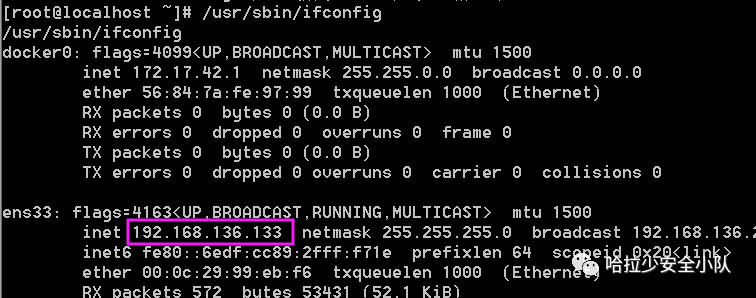 [root@localhost ~]# /usr/sbin/ifconfig
/usr/sbin/ifconfig
docker0: flags=4099<UP,BROADCAST,MULTICAST>  mtu 1500
        inet 172.17.42.1  netmask 255.255.0.0  broadcast 0.0.0.0
        ether 56:84:7a:fe:97:99  txqueuelen 1000  (Ethernet)
        RX packets 0  bytes 0 (0.0 B)
        RX errors 0  dropped 0  overruns 0  frame 0
        TX packets 0  bytes 0 (0.0 B)
        TX errors 0  dropped 0 overruns 0  carrier 0  collisions 0
ens33: flags=4163<UP,BROADCAST,RUNNING,MULTICAST>  mtu 1500
        inet 192.168.136.133  netmask 255.255.255.0  broadcast 192.168.136.2
        inet6 fe80::6edf:cc89:2fff:f71e  prefixlen 64  scopeid 0x20<link>
        ether 00:0c:29:99:eb:f6  txqueuelen 1000  (Ethernet)
        RX packets 572  bytes 53431 (52.1 KiB)
哈拉少安全小队